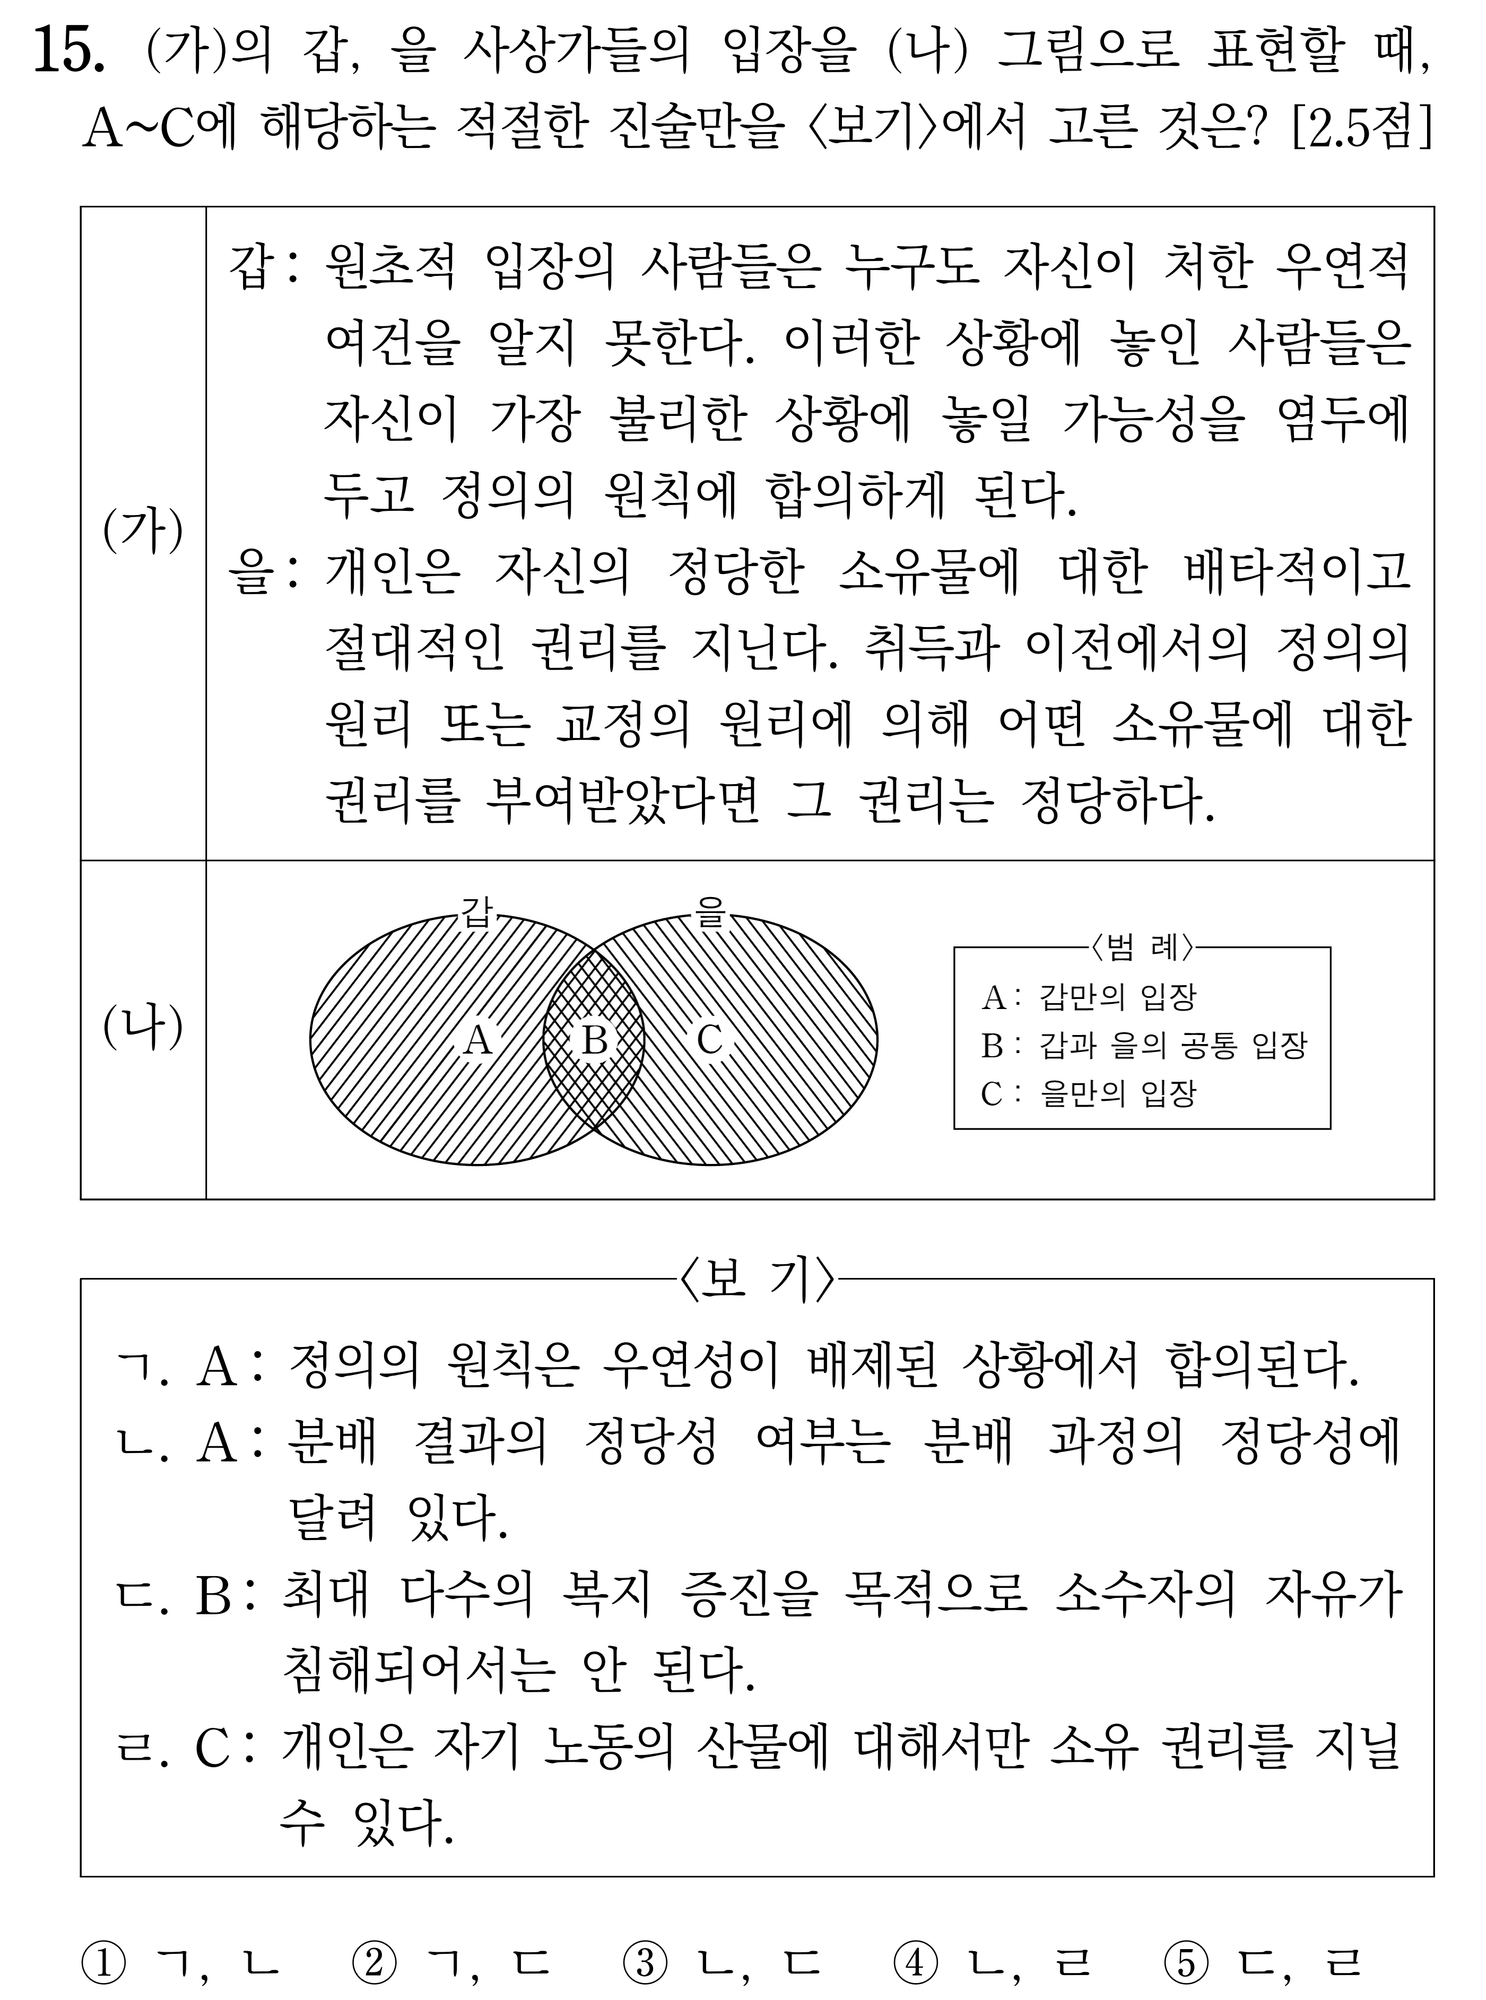 15. (가)의 갑, 을 사상가들의 입장을 (나) 그림으로 표현할 때,
A~C에 해당하는 적절한 진술만을 〈보기〉에서 고른 것은? [2.5점]
(가)
갑: 원초적 입장의 사람들은 누구도 자신이 처한 우연적
여건을 알지 못한다. 이러한 상황에 놓인 사람들은
자신이 가장 불리한 상황에 놓일 가능성을 염두에
두고 정의의 원칙에 합의하게 된다.
을: 개인은 자신의 정당한 소유물에 대한 배타적이고
절대적인 권리를 지닌다. 취득과 이전에서의 정의의
원리 또는 교정의 원리에 의해 어떤 소유물에 대한
권리를 부여받았다면 그 권리는 정당하다.
(나)
갑 을
A B C
〈범 례〉
A: 갑만의 입장
B: 갑과 을의 공통 입장
C: 을만의 입장
〈보 기〉
ㄱ. A: 정의의 원칙은 우연성이 배제된 상황에서 합의된다.
ㄴ. A: 분배 결과의 정당성 여부는 분배 과정의 정당성에
달려 있다.
ㄷ. B: 최대 다수의 복지 증진을 목적으로 소수자의 자유가
침해되어서는 안 된다.
ㄹ. C: 개인은 자기 노동의 산물에 대해서만 소유 권리를 지닐
수 있다.
① ㄱ, ㄴ ② ㄱ, ㄷ ③ ㄴ, ㄷ ④ ㄴ, ㄹ ⑤ ㄷ, ㄹ